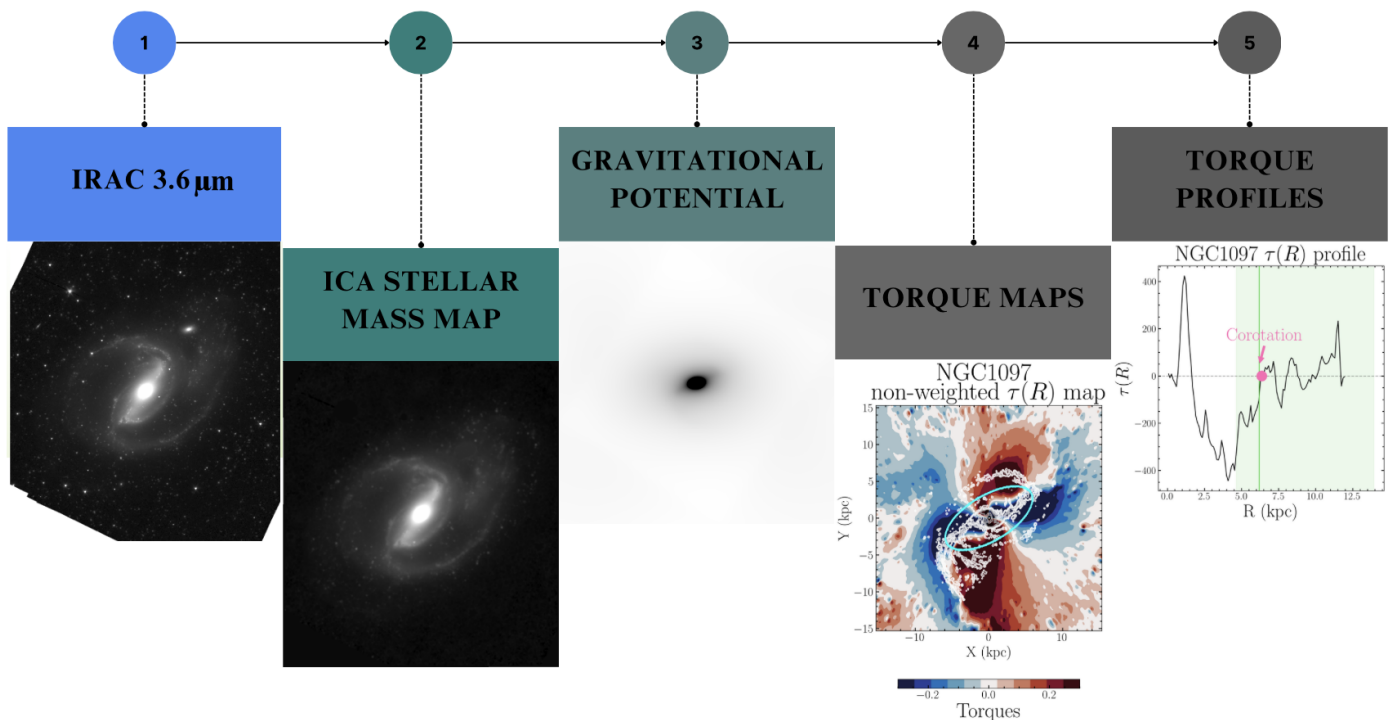 1
2
3
4
5
IRAC 3.6 μm
ICA STELLAR
MASS MAP
GRAVITATIONAL
POTENTIAL
TORQUE MAPS
NGC1097
non-weighted τ(R) map
15
10
5
0
−5
−10
−15
Y (kpc)
−10
0
10
X (kpc)
−0.2
0.0
0.2
Torques
TORQUE
PROFILES
NGC1097 τ(R) profile
400
200
0
−200
−400
τ(R)
Corotation
0.0
2.5
5.0
7.5
10.0
12.5
R (kpc)